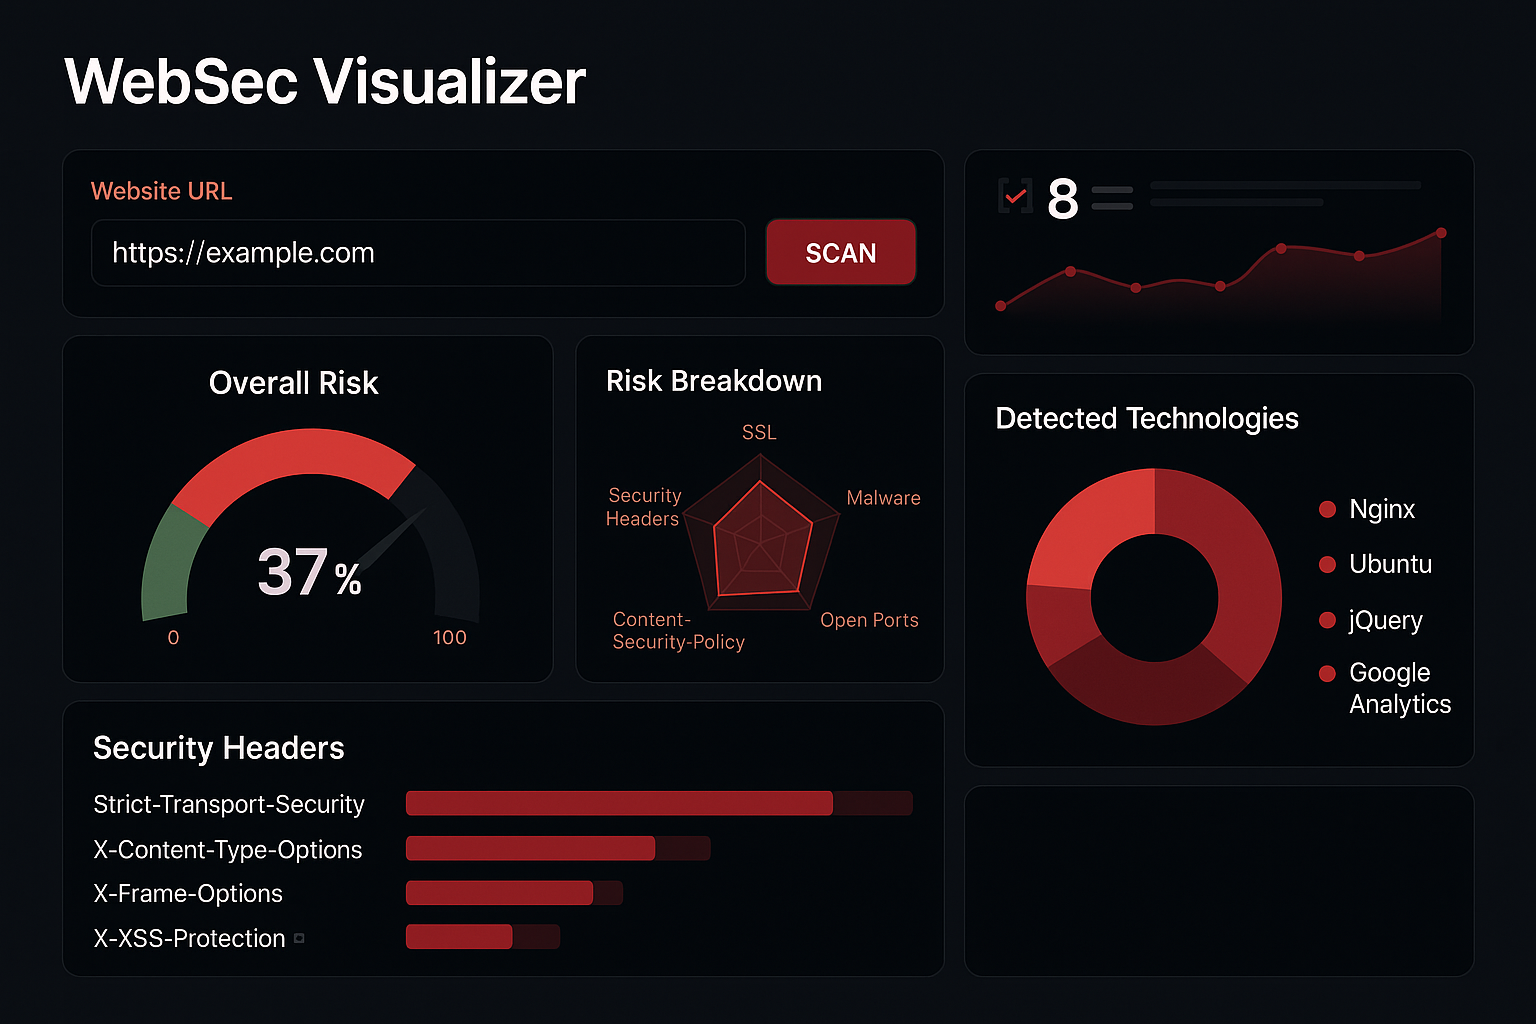 WebSec Visualizer
Website URL
https://example.com
SCAN
8
Overall Risk
37%
0
100
Risk Breakdown
SSL
Security
Headers
Malware
Content-
Security-Policy
Open Ports
Detected Technologies
Nginx
Ubuntu
jQuery
Google
Analytics
Security Headers
Strict-Transport-Security
X-Content-Type-Options
X-Frame-Options
X-XSS-Protection